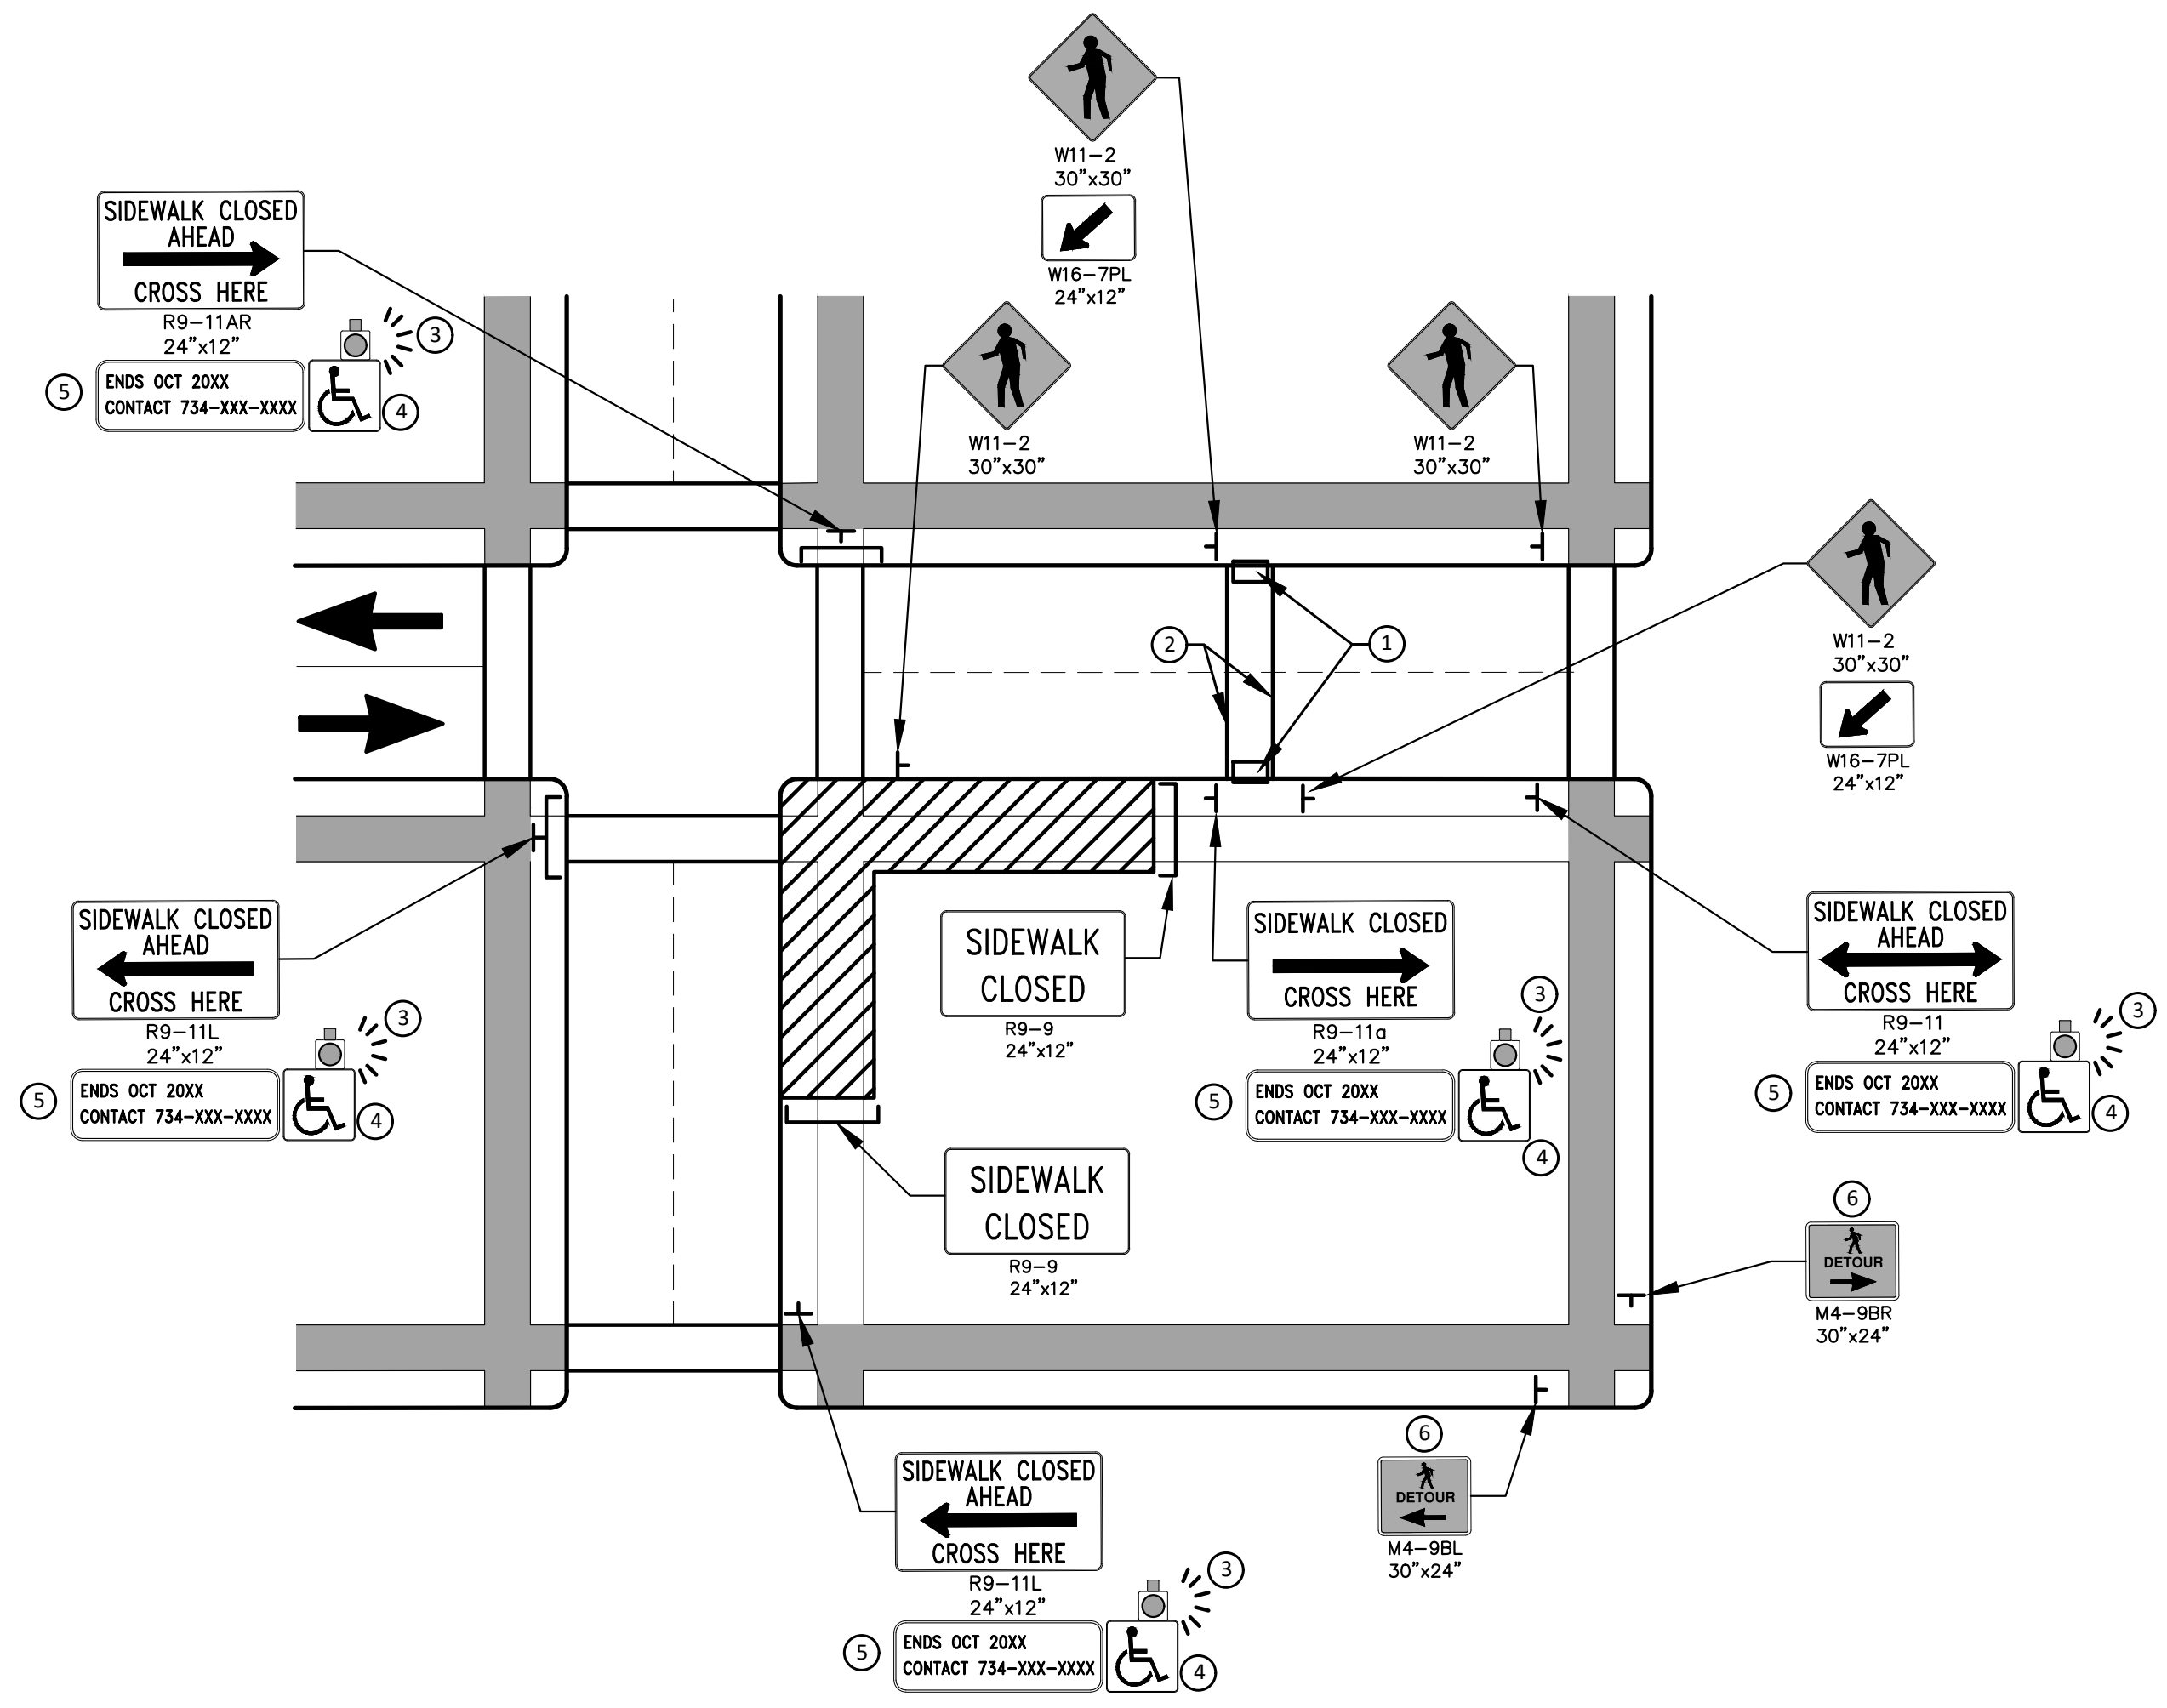 W11-2
30"x30"
W16-7PL
24"x12"
SIDEWALK CLOSED
AHEAD
CROSS HERE
R9-11AR
24"x12"
3
5
ENDS OCT 20XX
CONTACT 734-XXX-XXXX
4
W11-2
30"x30"
W11-2
30"x30"
W11-2
30"x30"
W16-7PL
24"x12"
2
1
SIDEWALK CLOSED
AHEAD
CROSS HERE
R9-11L
24"x12"
3
5
ENDS OCT 20XX
CONTACT 734-XXX-XXXX
4
SIDEWALK
CLOSED
R9-9
24"x12"
SIDEWALK CLOSED
CROSS HERE
R9-11a
24"x12"
3
5
ENDS OCT 20XX
CONTACT 734-XXX-XXXX
4
SIDEWALK CLOSED
AHEAD
CROSS HERE
R9-11
24"x12"
3
5
ENDS OCT 20XX
CONTACT 734-XXX-XXXX
4
SIDEWALK
CLOSED
R9-9
24"x12"
6
DETOUR
M4-9BR
30"x24"
6
DETOUR
M4-9BL
30"x24"
SIDEWALK CLOSED
AHEAD
CROSS HERE
R9-11L
24"x12"
3
5
ENDS OCT 20XX
CONTACT 734-XXX-XXXX
4